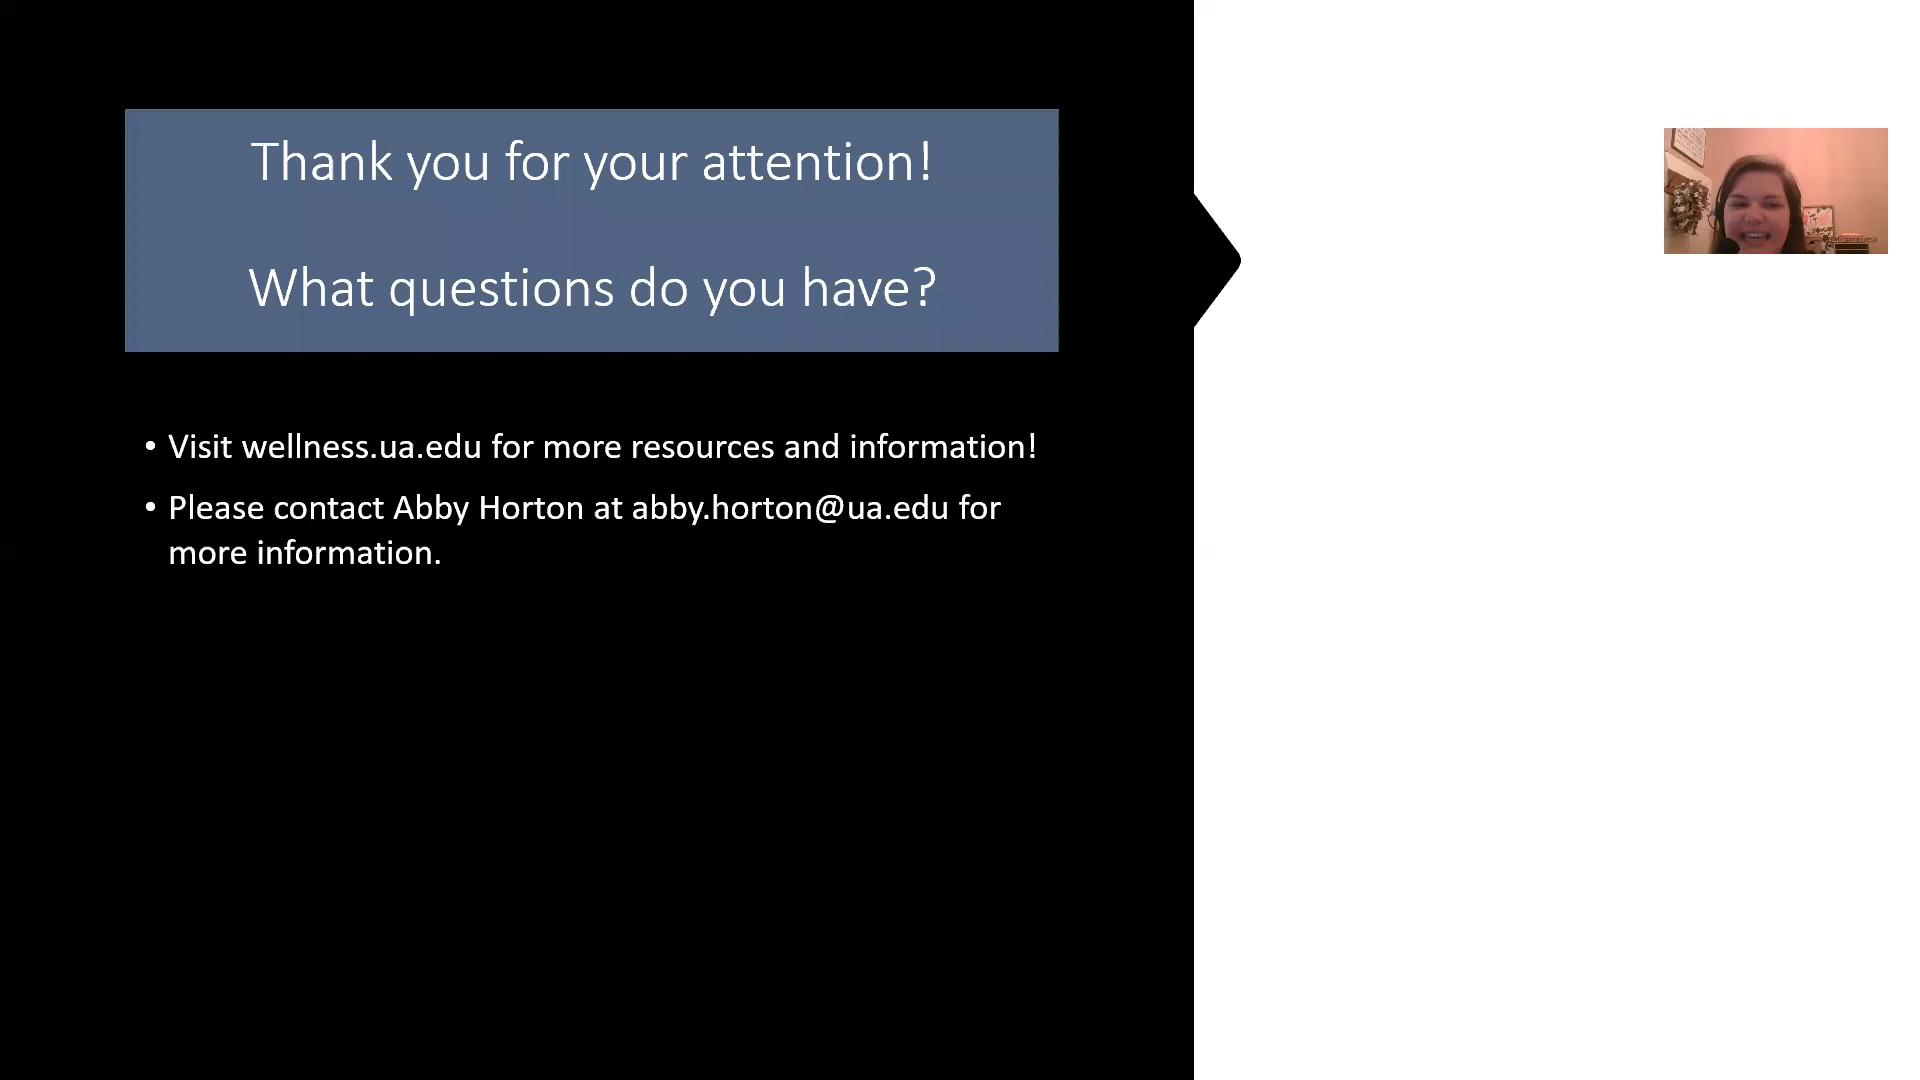 Thank you for your attention!
What questions do you have?
• Visit wellness.ua.edu for more resources and information!
• Please contact Abby Horton at abby.horton@ua.edu for
more information.